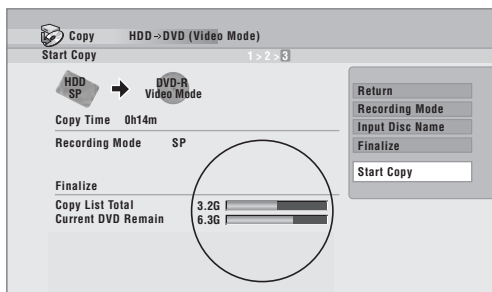 Copy HDD->DVD (Video Mode)
Start Copy 1 > 2 > 3
HDD
SP
DVD-R
Video Mode
Copy Time 0h14m
Recording Mode SP
Finalize
Copy List Total 3.2G
Current DVD Remain 6.3G
Return
Recording Mode
Input Disc Name
Finalize
Start Copy